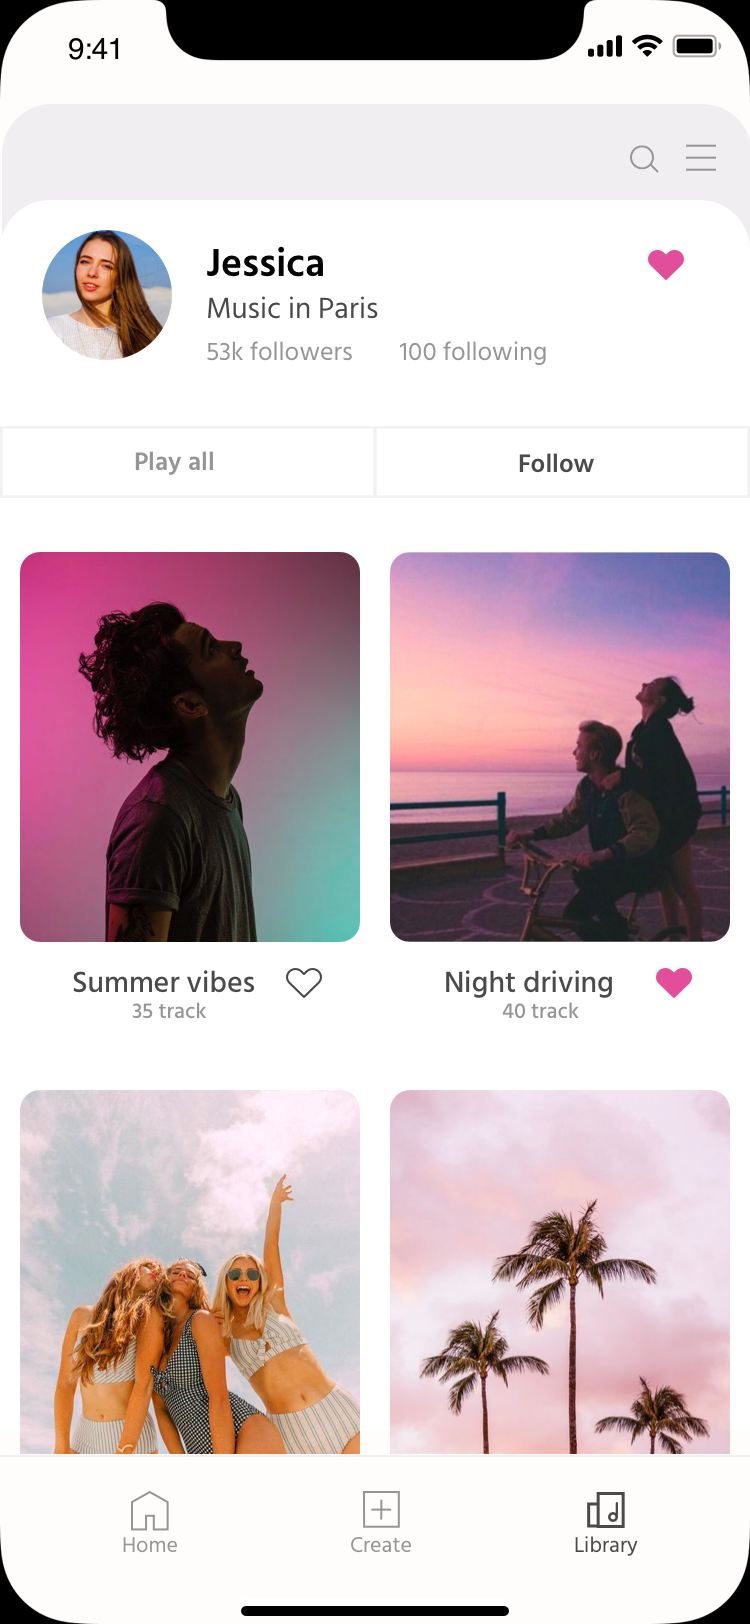 9:41
Jessica
Music in Paris
53k followers 100 following
Play all Follow
Summer vibes Night driving
35 track 40 track
Home Create Library